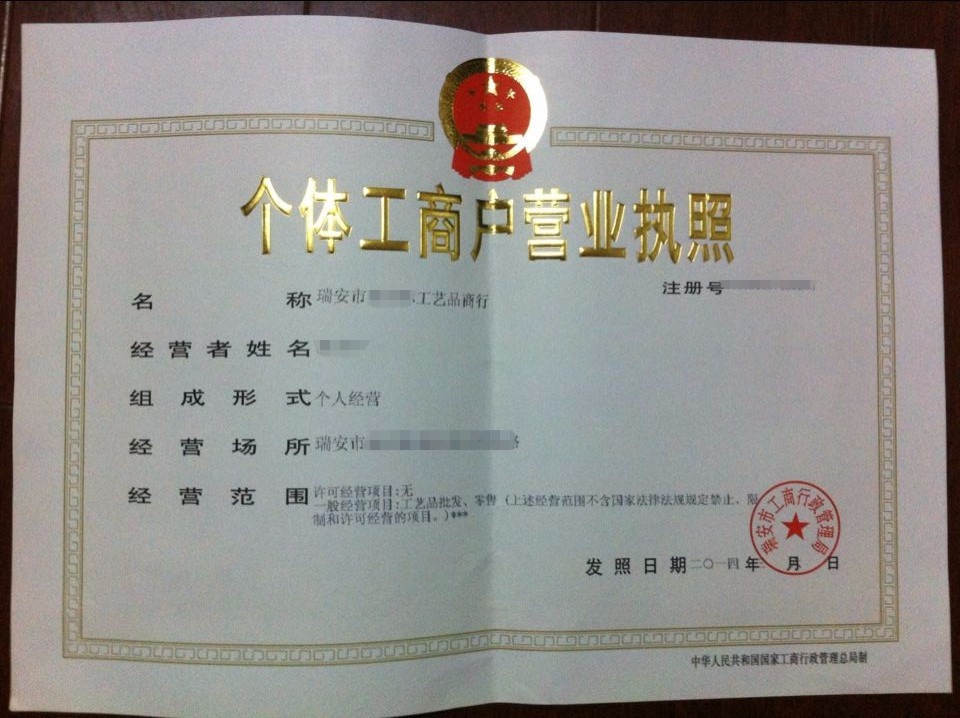 个体工商户营业执照
注册号
名 称 瑞安市 工艺品商行
经营者姓名
组成形式 个人经营
经营场所 瑞安市 路
经营范围 许可经营项目:无
一般经营项目:工艺品批发、零售(上述经营范围不含国家法律法规规定禁止、限
制和许可经营的项目。)***
瑞安市工商行政管理局
发照日期 二〇一四年 月 日
中华人民共和国国家工商行政管理总局制